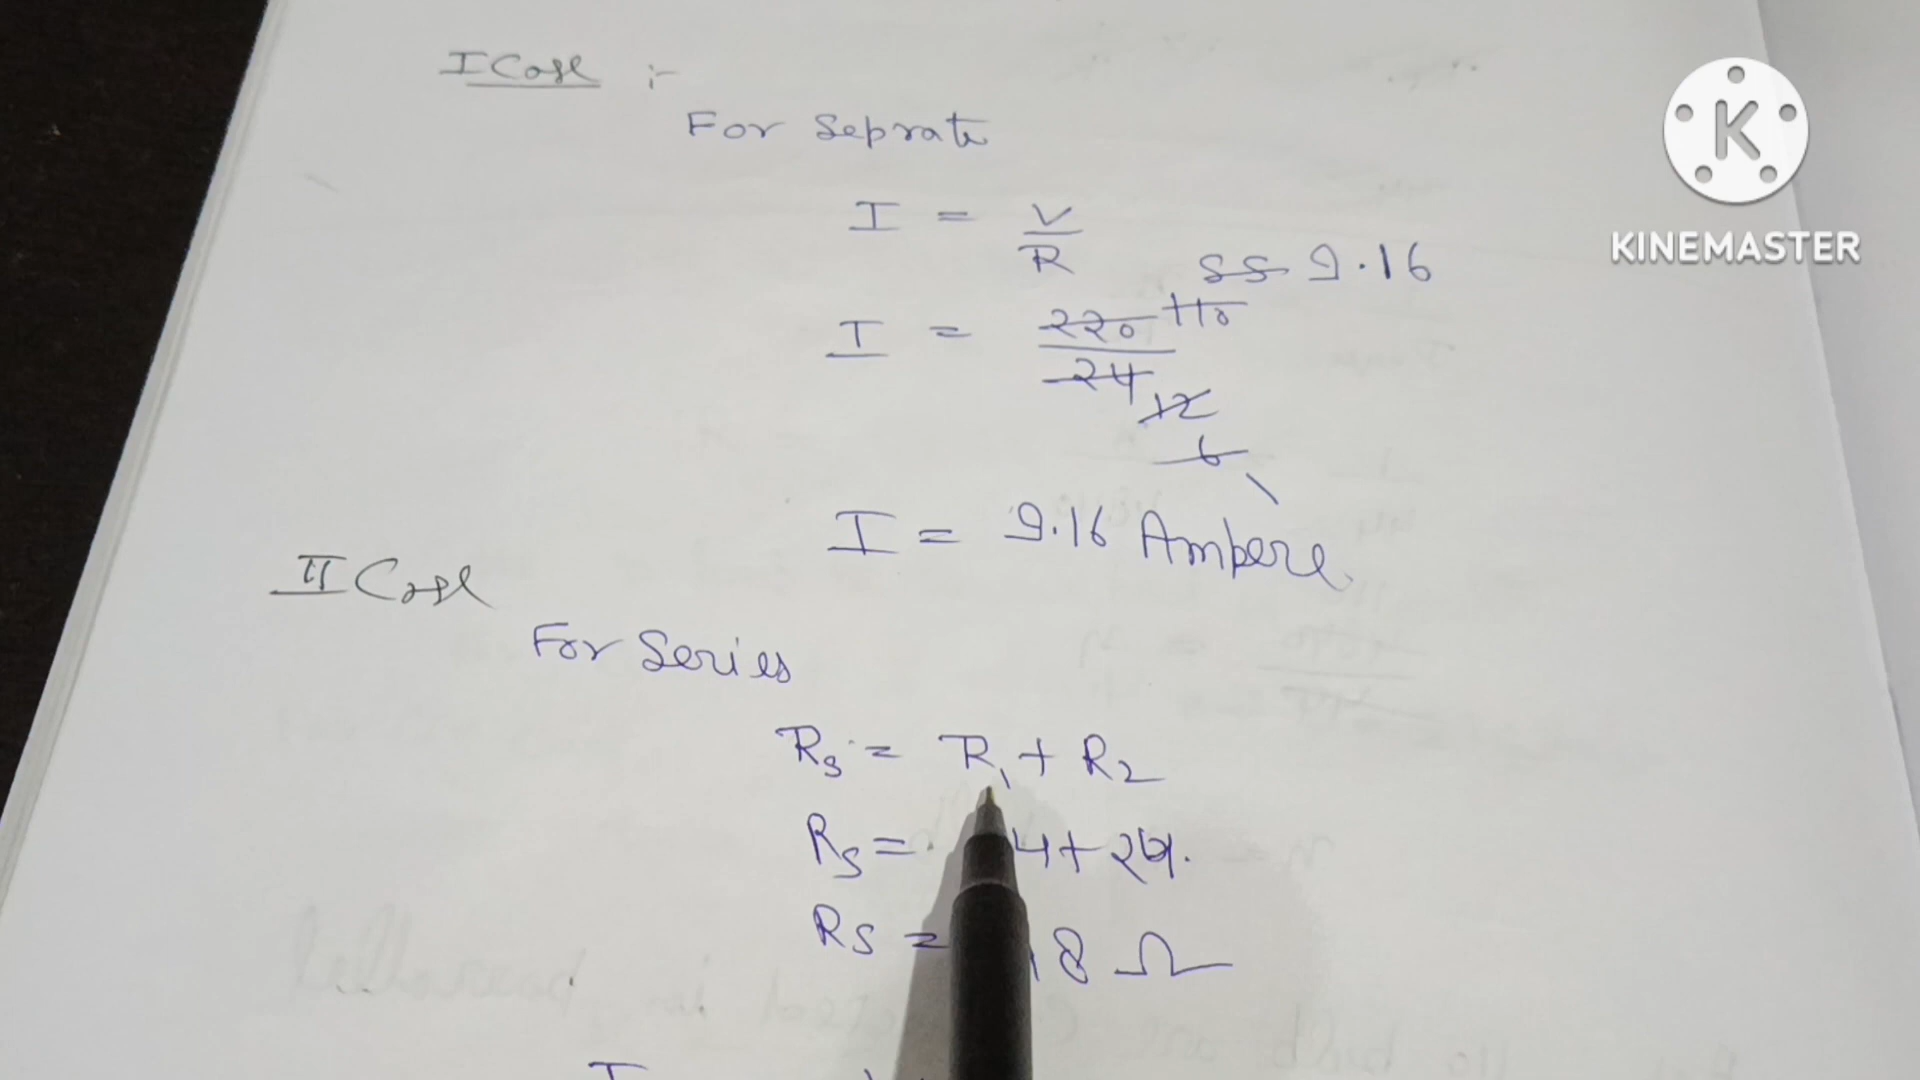 I Case :-
For Seprate
I = V/R
55 9.16
I = 220 110
24 12
6
I = 9.16 Ampere
II Case
For Series
Rs = R1 + R2
Rs = 4 + 24.
Rs = 8 Ω
I
K
KINEMASTER